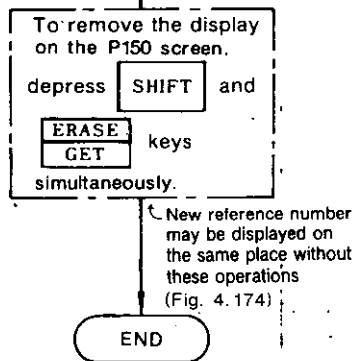 To remove the display
on the P150 screen.
depress SHIFT and
ERASE
GET
keys
simultaneously.
New reference number
may be displayed on
the same place without
these operations
(Fig. 4.174)
END